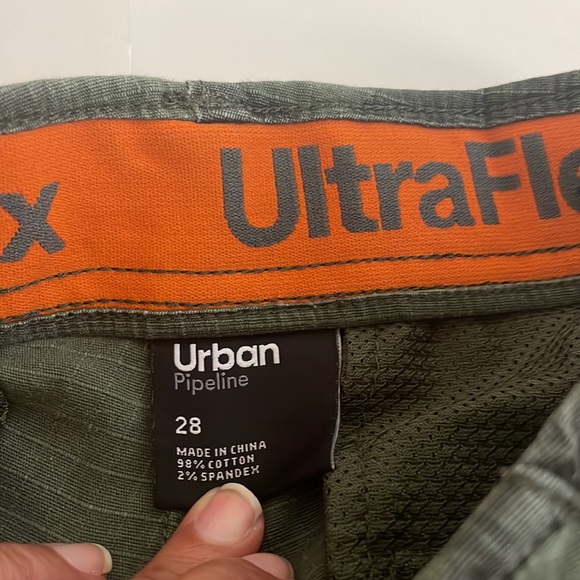 x UltraFle
Urban
Pipeline
28
MADE IN CHINA
98% COTTON
2% SPANDEX